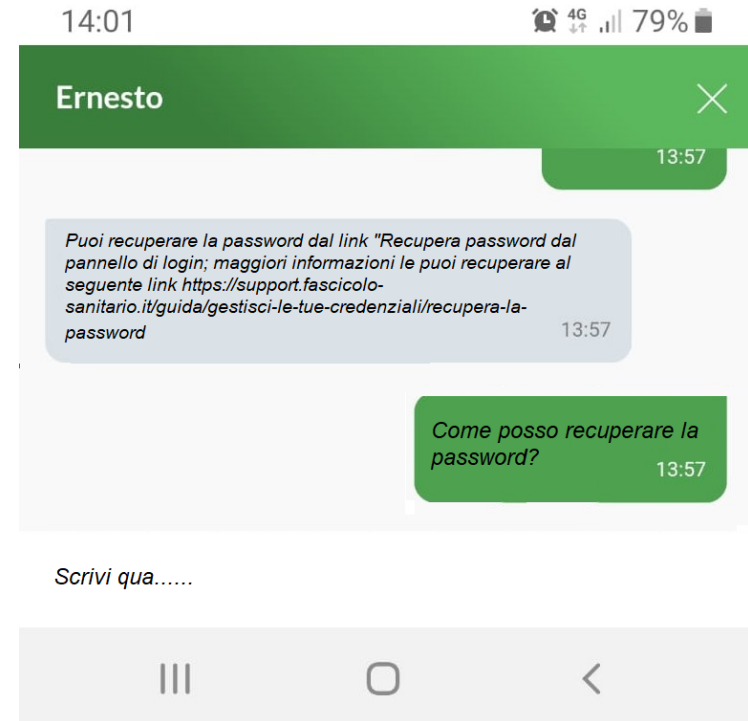 14:01 4G 79%
Ernesto
13:57
Puoi recuperare la password dal link "Recupera password dal
pannello di login; maggiori informazioni le puoi recuperare al
seguente link https://support.fascicolo-
sanitario.it/guida/gestisci-le-tue-credenziali/recupera-la-
password 13:57
Come posso recuperare la
password? 13:57
Scrivi qua......